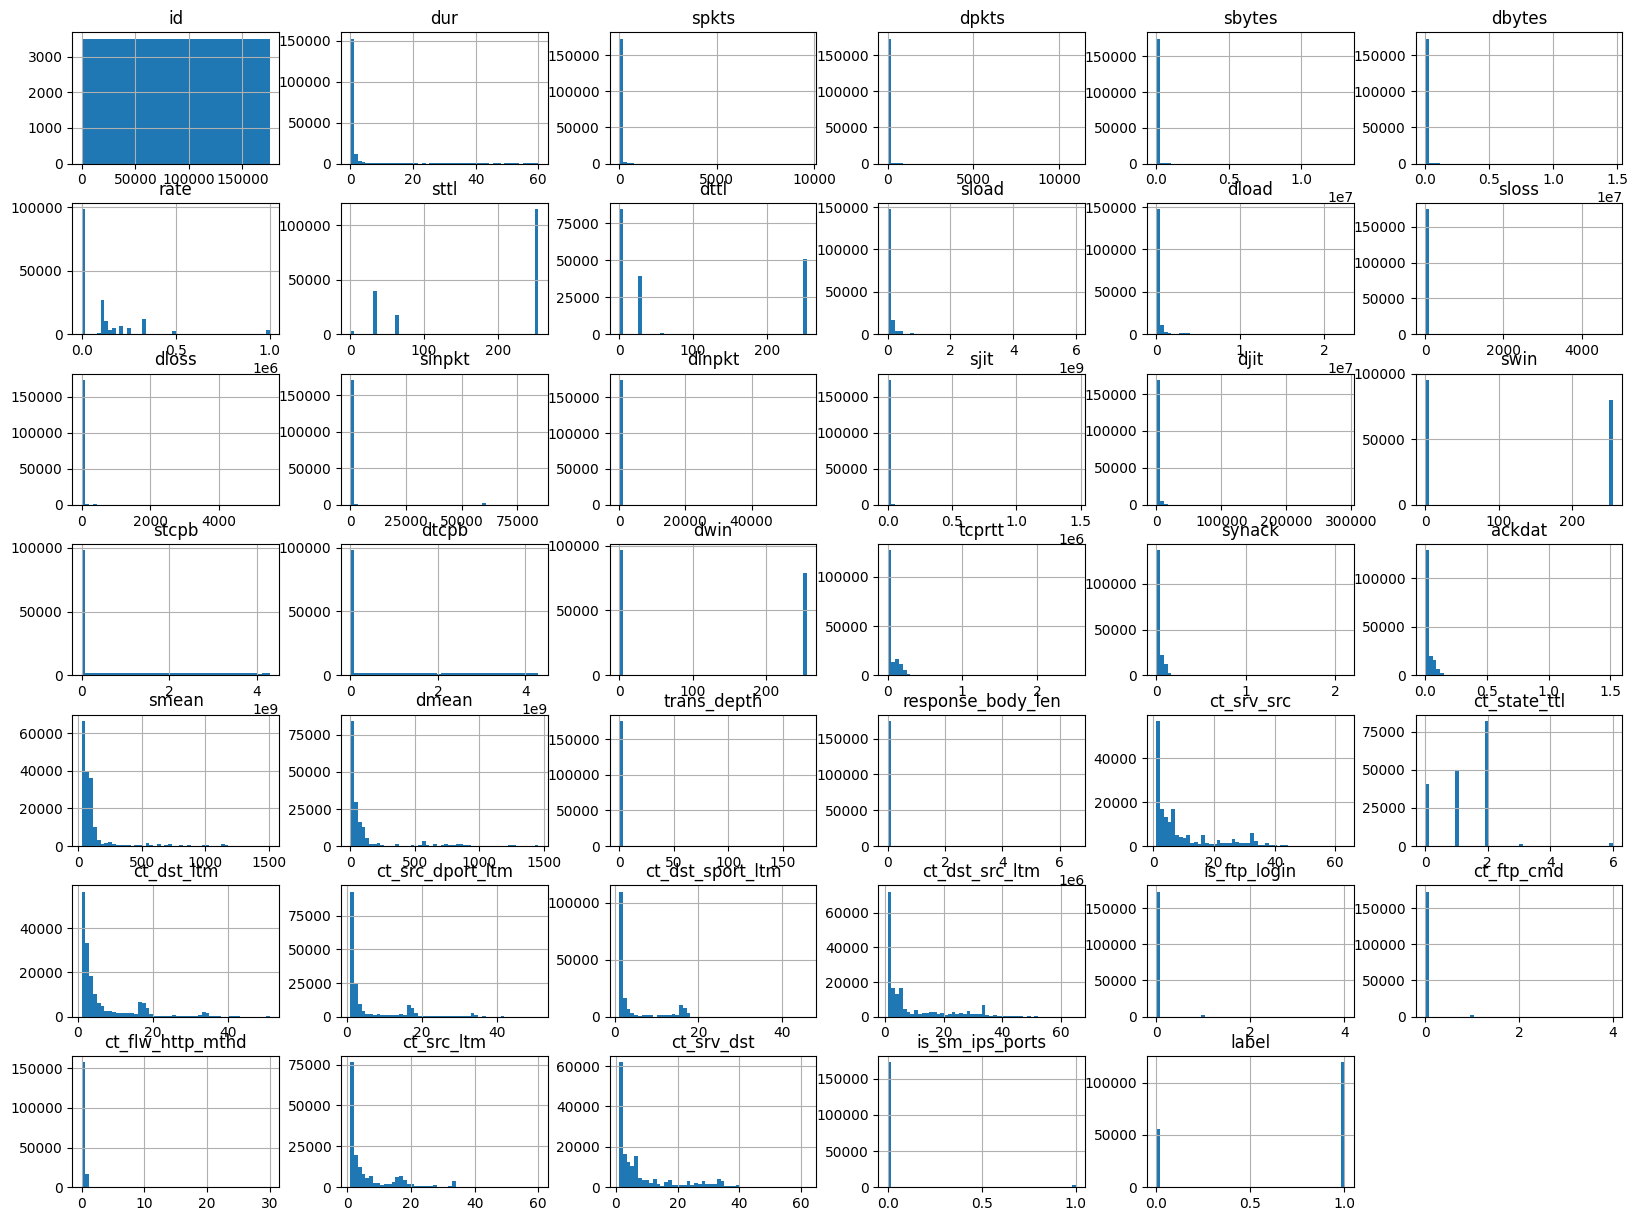 id
3000
2000
1000
0
0 50000 100000 150000
dur
150000
100000
50000
0
0 20 40 60
spkts
150000
100000
50000
0
0 5000 10000
dpkts
150000
100000
50000
0
0 5000 10000
sbytes
150000
100000
50000
0
0.0 0.5 1.0
1e7
dbytes
150000
100000
50000
0
0.0 0.5 1.0 1.5
1e7
rate
100000
50000
0
0.0 0.5 1.0
1e6
sttl
100000
50000
0
0 100 200
dttl
75000
50000
25000
0
0 100 200
sload
150000
100000
50000
0
0 2 4 6
1e9
dload
150000
100000
50000
0
0 1 2
1e7
sloss
150000
100000
50000
0
0 2000 4000
dloss
150000
100000
50000
0
0 2000 4000
sinpkt
150000
100000
50000
0
0 25000 50000 75000
dinpkt
150000
100000
50000
0
0 20000 40000
sjit
150000
100000
50000
0
0.0 0.5 1.0 1.5
1e6
djit
150000
100000
50000
0
0 100000 200000 300000
swin
100000
50000
0
0 100 200
stcpb
100000
50000
0
0 2 4
1e9
dtcpb
100000
50000
0
0 2 4
1e9
dwin
100000
50000
0
0 100 200
tcprtt
100000
50000
0
0 1 2
synack
100000
50000
0
0 1 2
ackdat
100000
50000
0
0.0 0.5 1.0 1.5
smean
60000
40000
20000
0
0 500 1000 1500
dmean
75000
50000
25000
0
0 500 1000 1500
trans_depth
150000
100000
50000
0
0 50 100 150
response_body_len
150000
100000
50000
0
0 2 4 6
1e6
ct_srv_src
40000
20000
0
0 20 40 60
ct_state_ttl
75000
50000
25000
0
0 2 4 6
ct_dst_ltm
40000
20000
0
0 20 40
ct_src_dport_ltm
75000
50000
25000
0
0 20 40
ct_dst_sport_ltm
100000
50000
0
0 20 40
ct_dst_src_ltm
60000
40000
20000
0
0 20 40 60
is_ftp_login
150000
100000
50000
0
0 2 4
ct_ftp_cmd
150000
100000
50000
0
0 2 4
ct_flw_http_mthd
150000
100000
50000
0
0 10 20 30
ct_src_ltm
75000
50000
25000
0
0 20 40 60
ct_srv_dst
60000
40000
20000
0
0 20 40 60
is_sm_ips_ports
150000
100000
50000
0
0.0 0.5 1.0
label
100000
50000
0
0.0 0.5 1.0